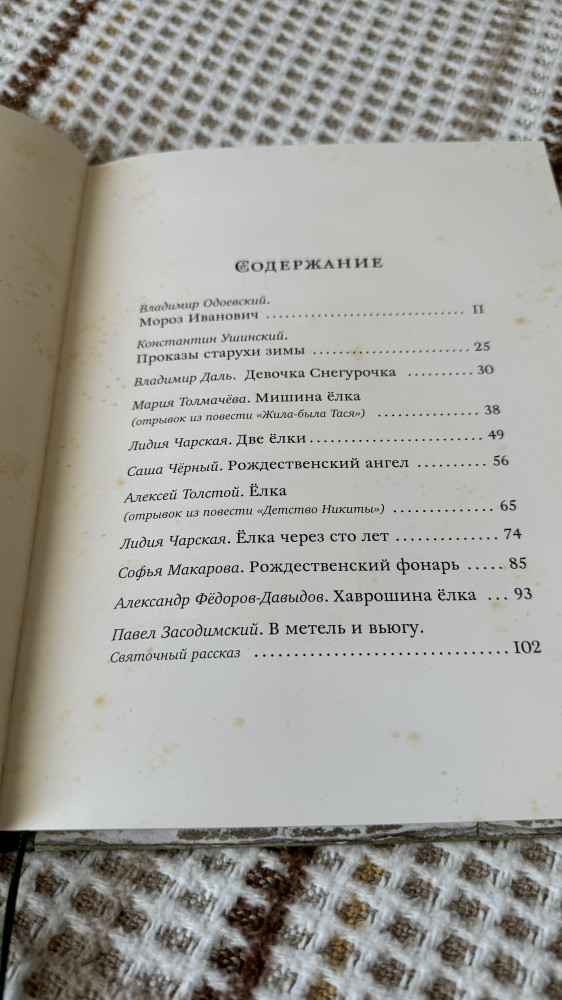 Содержание
Владимир Одоевский.
Мороз Иванович ................................ 11
Константин Ушинский.
Проказы старухи зимы ........................ 25
Владимир Даль. Девочка Снегурочка .......... 30
Мария Толмачёва. Мишина ёлка
(отрывок из повести «Жила-была Тася») .............. 38
Лидия Чарская. Две ёлки ........................ 49
Саша Чёрный. Рождественский ангел .......... 56
Алексей Толстой. Ёлка
(отрывок из повести «Детство Никиты») ............. 65
Лидия Чарская. Ёлка через сто лет ............. 74
Софья Макарова. Рождественский фонарь ..... 85
Александр Фёдоров-Давыдов. Хаврошина ёлка ... 93
Павел Засодимский. В метель и вьюгу.
Святочный рассказ ................................ 102